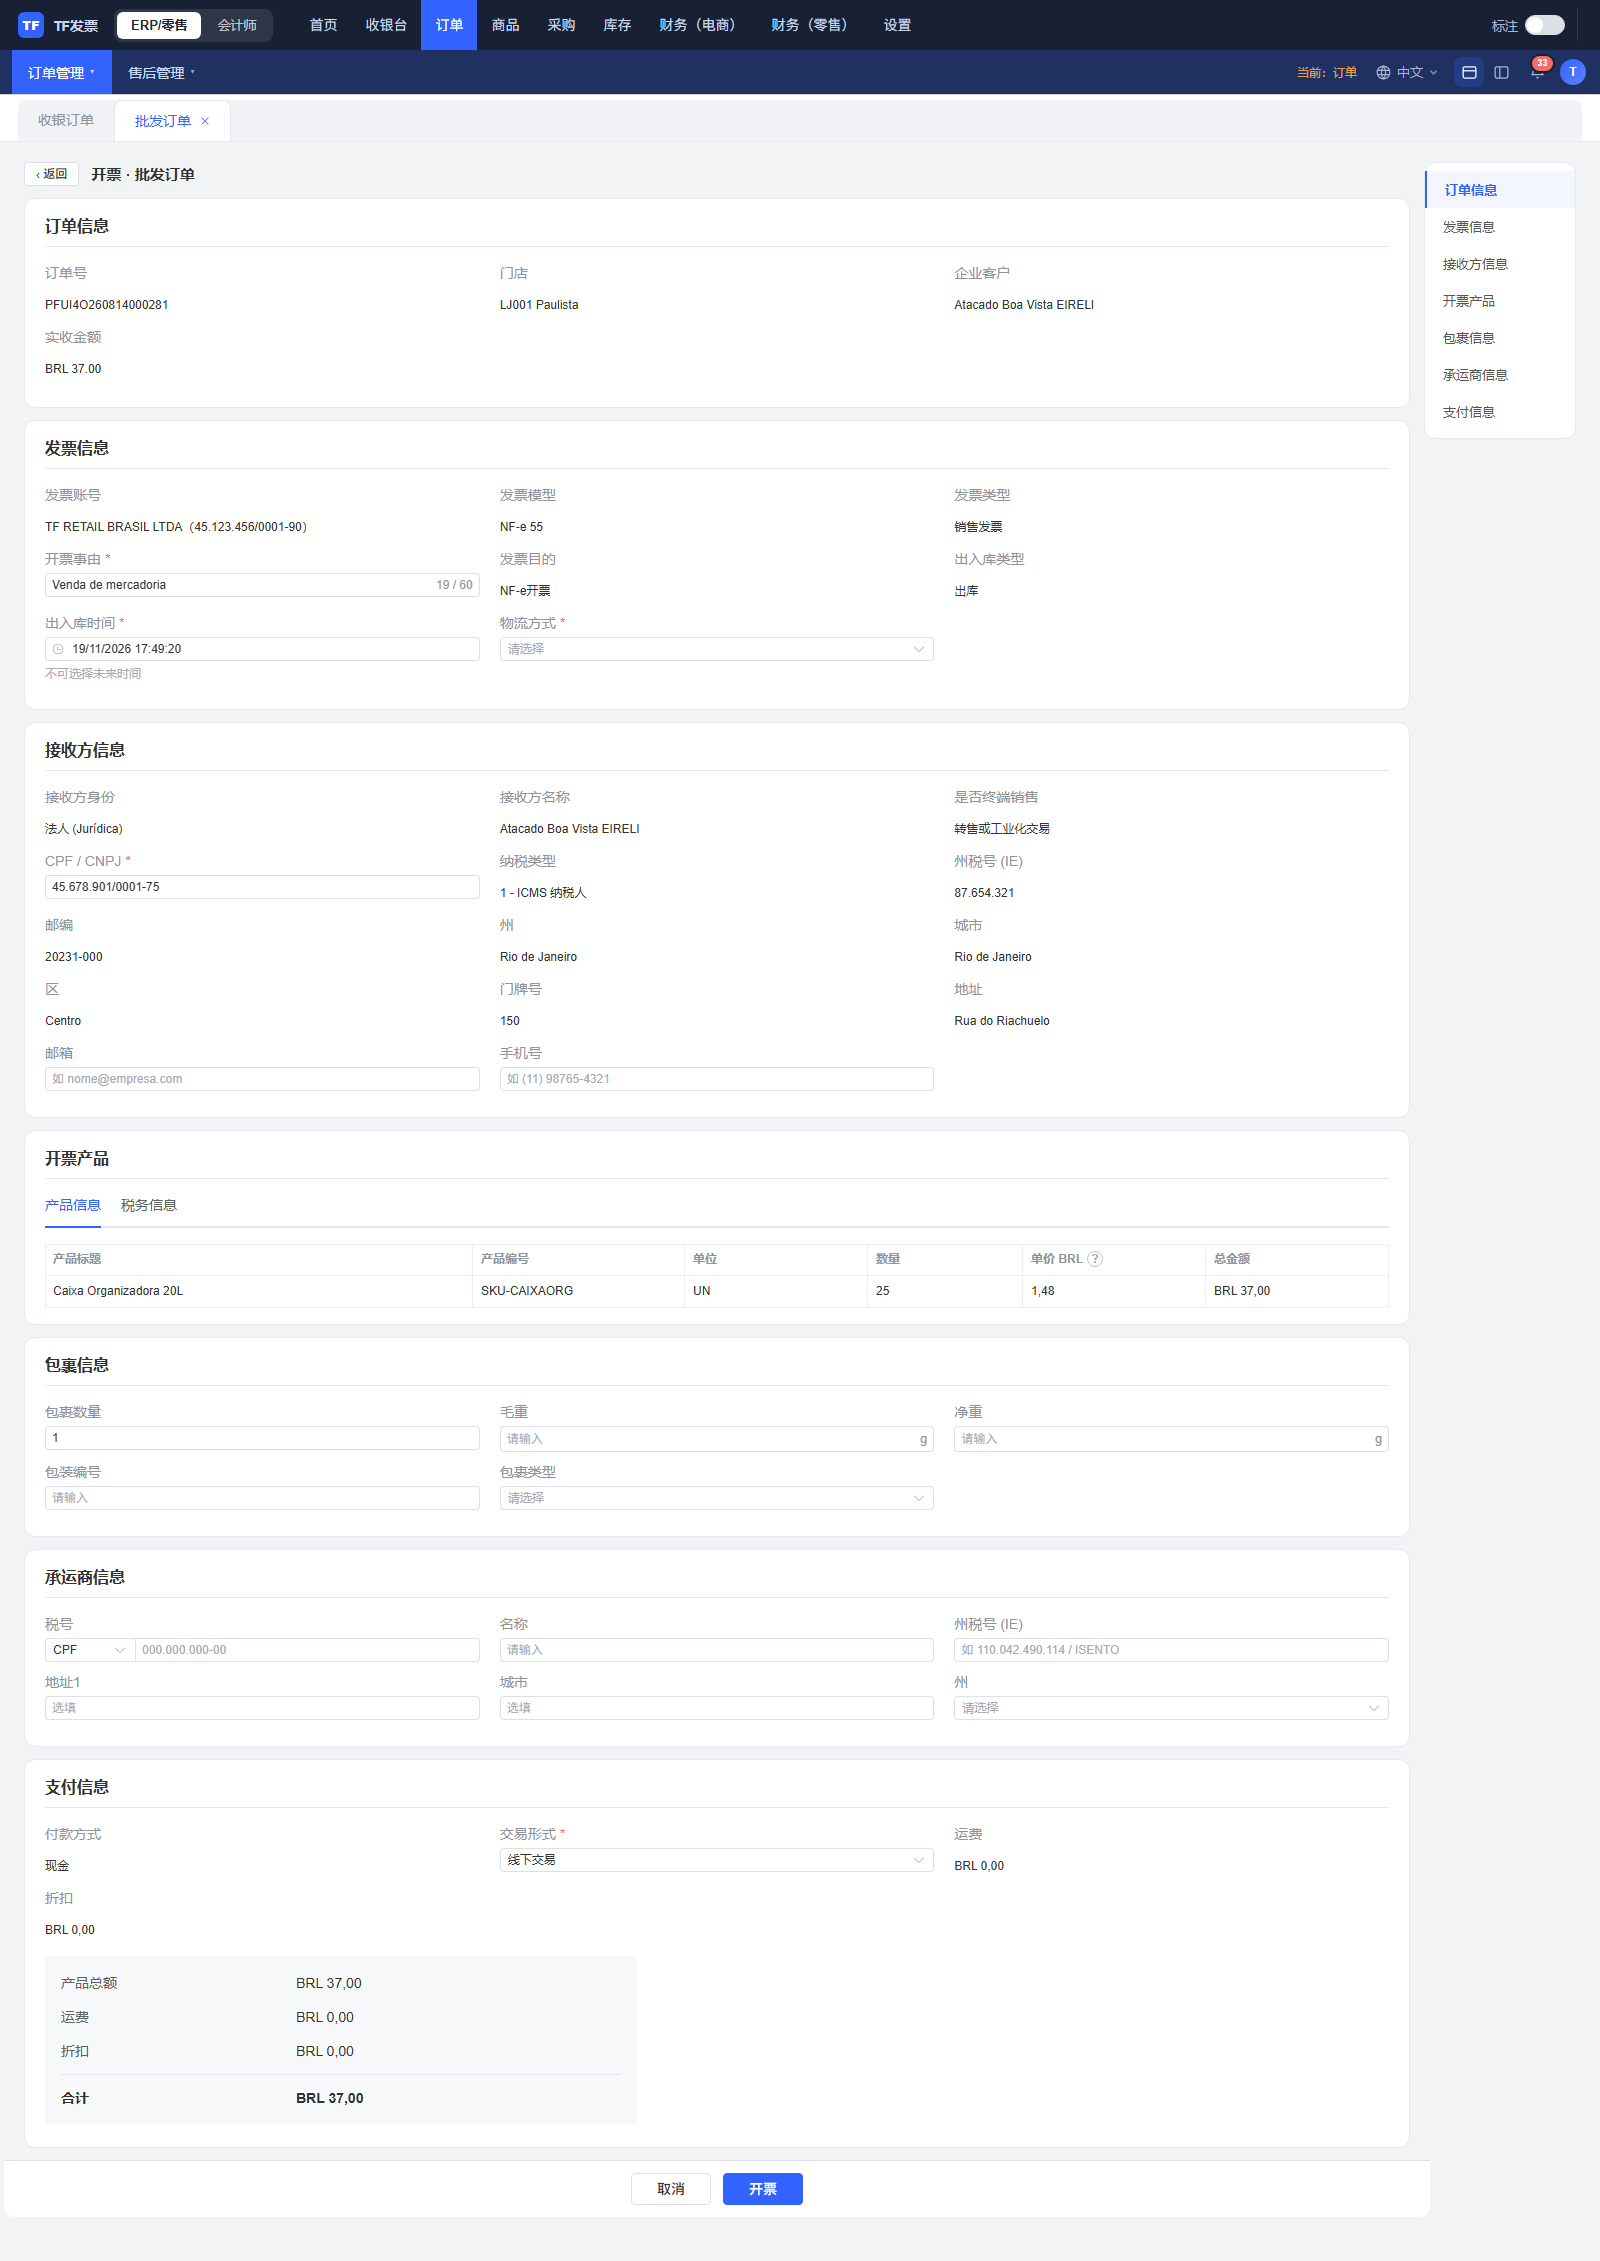 TF TF发票 ERP/零售 会计师 首页 收银台 订单 商品 采购 库存 财务（电商） 财务（零售） 设置 标注
订单管理 售后管理 当前：订单 中文 33 T
收银订单 批发订单 ×
‹ 返回 开票 · 批发订单
订单信息
订单号 门店 企业客户
PFUI4O260814000281 LJ001 Paulista Atacado Boa Vista EIRELI
实收金额
BRL 37.00
订单信息
发票信息
接收方信息
开票产品
包裹信息
承运商信息
支付信息
发票信息
发票账号 发票模型 发票类型
TF RETAIL BRASIL LTDA（45.123.456/0001-90） NF-e 55 销售发票
开票事由 * 发票目的 出入库类型
Venda de mercadoria 19 / 60 NF-e开票 出库
出入库时间 * 物流方式 *
19/11/2026 17:49:20 请选择
不可选择未来时间
接收方信息
接收方身份 接收方名称 是否终端销售
法人 (Jurídica) Atacado Boa Vista EIRELI 转售或工业化交易
CPF / CNPJ * 纳税类型 州税号 (IE)
45.678.901/0001-75 1 - ICMS 纳税人 87.654.321
邮编 州 城市
20231-000 Rio de Janeiro Rio de Janeiro
区 门牌号 地址
Centro 150 Rua do Riachuelo
邮箱 手机号
如 nome@empresa.com 如 (11) 98765-4321
开票产品
产品信息 税务信息
产品标题 产品编号 单位 数量 单价 BRL ? 总金额
Caixa Organizadora 20L SKU-CAIXAORG UN 25 1,48 BRL 37,00
包裹信息
包裹数量 毛重 净重
1 请输入 g 请输入 g
包装编号 包裹类型
请输入 请选择
承运商信息
税号 名称 州税号 (IE)
CPF 000.000.000-00 请输入 如 110.042.490.114 / ISENTO
地址1 城市 州
选填 选填 请选择
支付信息
付款方式 交易形式 * 运费
现金 线下交易 BRL 0,00
折扣
BRL 0,00
产品总额 BRL 37,00
运费 BRL 0,00
折扣 BRL 0,00
合计 BRL 37,00
取消 开票